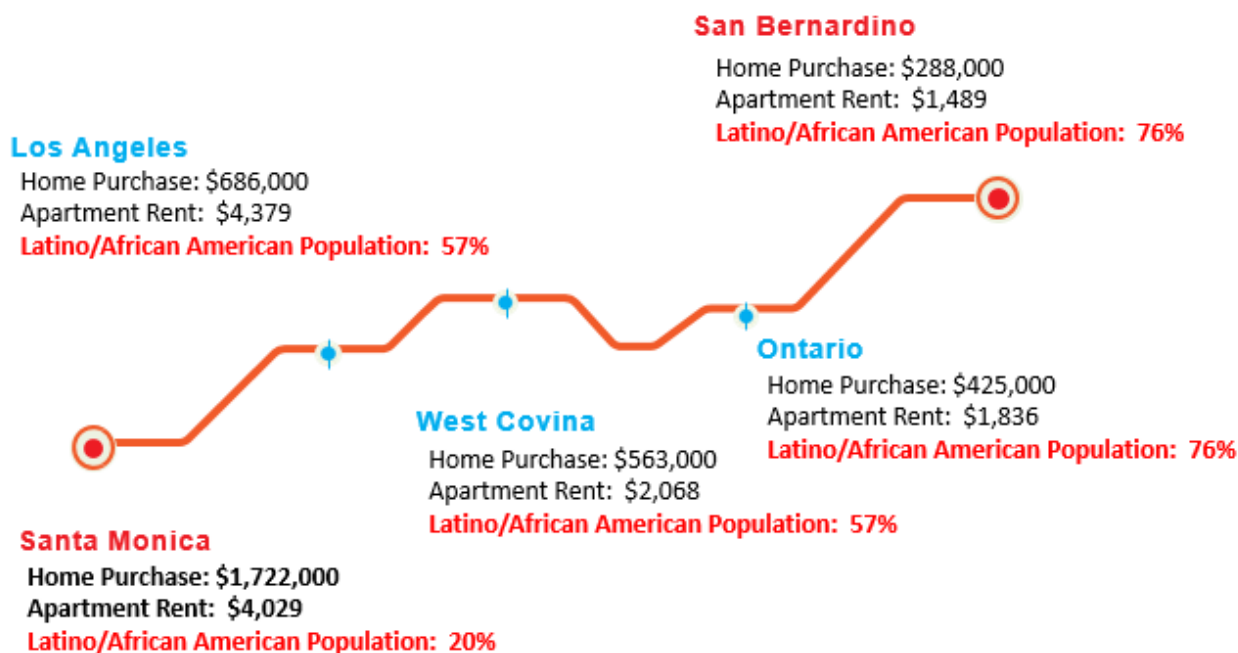 San Bernardino
Home Purchase: $288,000
Apartment Rent: $1,489
Latino/African American Population: 76%
Los Angeles
Home Purchase: $686,000
Apartment Rent: $4,379
Latino/African American Population: 57%
Ontario
Home Purchase: $425,000
Apartment Rent: $1,836
Latino/African American Population: 76%
West Covina
Home Purchase: $563,000
Apartment Rent: $2,068
Latino/African American Population: 57%
Santa Monica
Home Purchase: $1,722,000
Apartment Rent: $4,029
Latino/African American Population: 20%